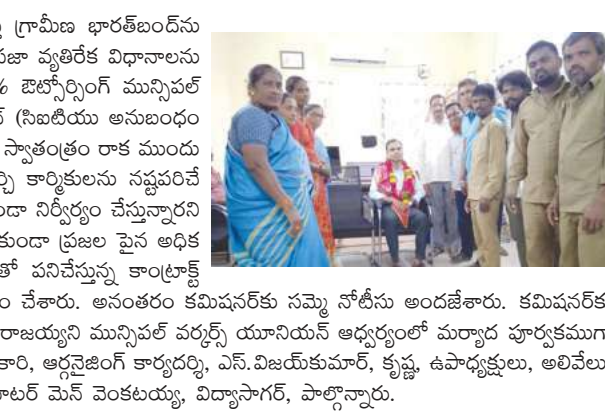 గ్రామీణ భారత్‌బంద్‌ను
వ్యతిరేక విధానాలను
% ఔట్సోర్సింగ్ మున్సిపల్
(సిఐటియు అనుబంధం
స్వాతంత్రం రాక ముందు
కార్మికులను నష్టపరిచే
నిర్వీర్యం చేస్తున్నారని
ప్రజల పైన అధిక
పనిచేస్తున్న కాంట్రాక్ట్
చేశారు. అనంతరం కమిషనర్‌కు సమ్మె నోటీసు అందజేశారు. కమిషనర్‌క
రాజయ్యని మున్సిపల్ వర్కర్స్ యూనియన్ ఆధ్వర్యంలో మర్యాద పూర్వకముగా
ఆర్గనైజింగ్ కార్యదర్శి, ఎస్.విజయ్‌కుమార్, కృష్ణ, ఉపాధ్యక్షులు, అలివేలు
మెన్ వెంకటయ్య, విద్యాసాగర్, పాల్గొన్నారు.